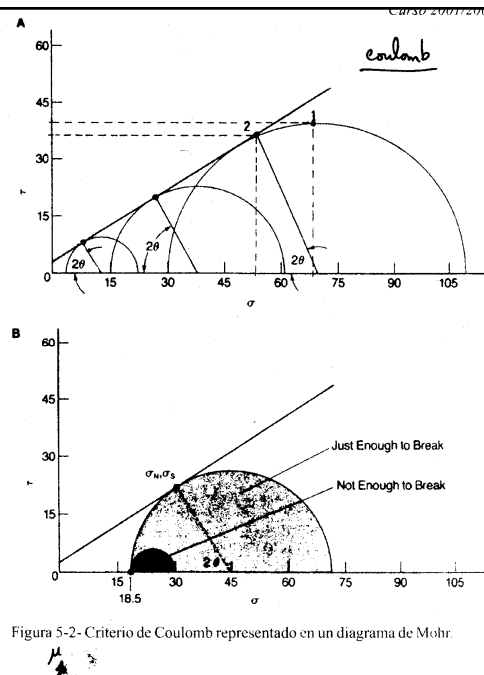 Curso 2001/200
A
coulomb
60
45
30
15
0
τ
2
1
2θ
2θ
2θ
15
30
45
60
75
90
105
σ
B
60
45
30
15
0
τ
σN,σS
Just Enough to Break
Not Enough to Break
2θ
15
30
45
60
75
90
105
18.5
σ
Figura 5-2- Criterio de Coulomb representado en un diagrama de Mohr.
μ